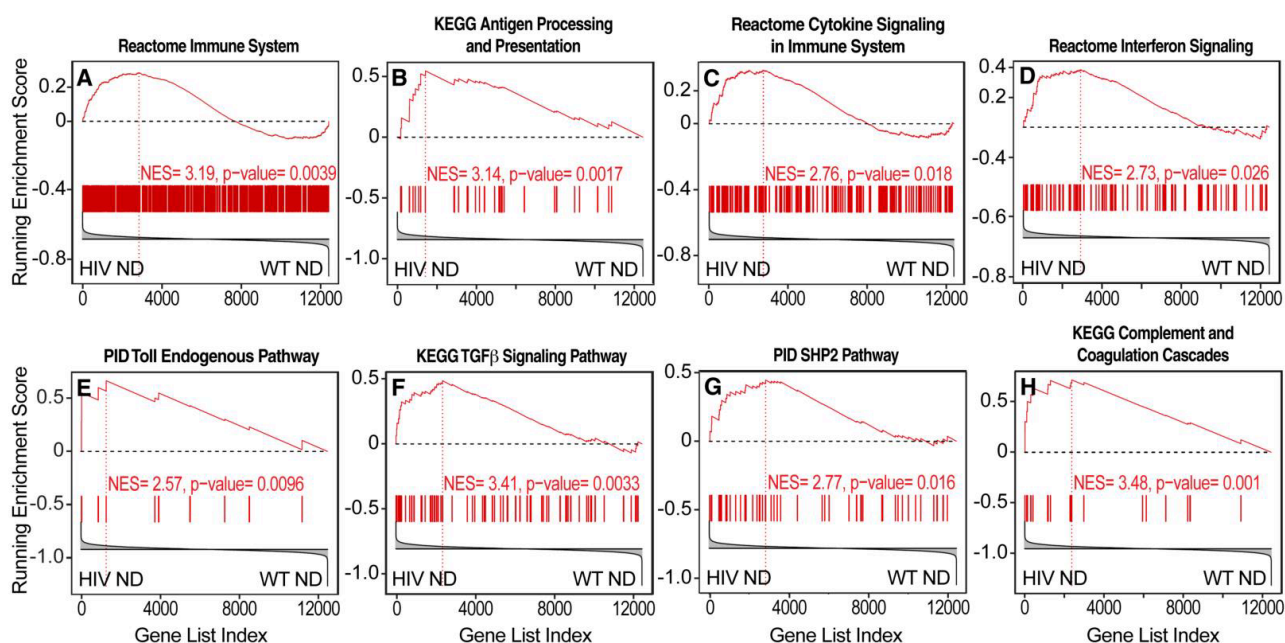 Reactome Immune System
KEGG Antigen Processing
and Presentation
Reactome Cytokine Signaling
in Immune System
Reactome Interferon Signaling
Running Enrichment Score
A
0.2
0
-0.4
-0.8
NES= 3.19, p-value= 0.0039
HIV ND
WT ND
0
4000
8000
12000
B
0.5
0
-0.5
-1.0
NES= 3.14, p-value= 0.0017
HIV ND
WT ND
0
4000
8000
12000
C
0.2
0
-0.4
-0.8
NES= 2.76, p-value= 0.018
HIV ND
WT ND
0
4000
8000
12000
D
0.4
0.2
-0.4
-0.6
-0.8
NES= 2.73, p-value= 0.026
HIV ND
WT ND
0
4000
8000
12000
PID Toll Endogenous Pathway
KEGG TGFβ Signaling Pathway
PID SHP2 Pathway
KEGG Complement and
Coagulation Cascades
Running Enrichment Score
E
0.5
0
-0.5
-1.0
NES= 2.57, p-value= 0.0096
HIV ND
WT ND
0
4000
8000
12000
Gene List Index
F
0.5
0
-0.5
-1.0
NES= 3.41, p-value= 0.0033
HIV ND
WT ND
0
4000
8000
12000
Gene List Index
G
0.5
0
-0.5
-1.0
NES= 2.77, p-value= 0.016
HIV ND
WT ND
0
4000
8000
12000
Gene List Index
H
0.5
0
-0.5
-1.0
NES= 3.48, p-value= 0.001
HIV ND
WT ND
0
4000
8000
12000
Gene List Index